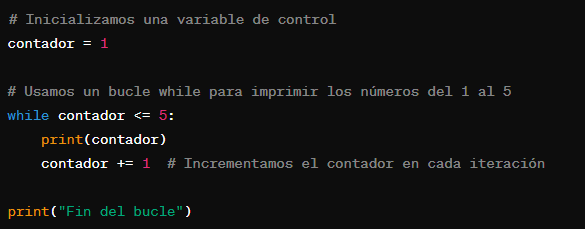 # Inicializamos una variable de control
contador = 1
# Usamos un bucle while para imprimir los números del 1 al 5
while contador <= 5:
    print(contador)
    contador += 1  # Incrementamos el contador en cada iteración
print("Fin del bucle")